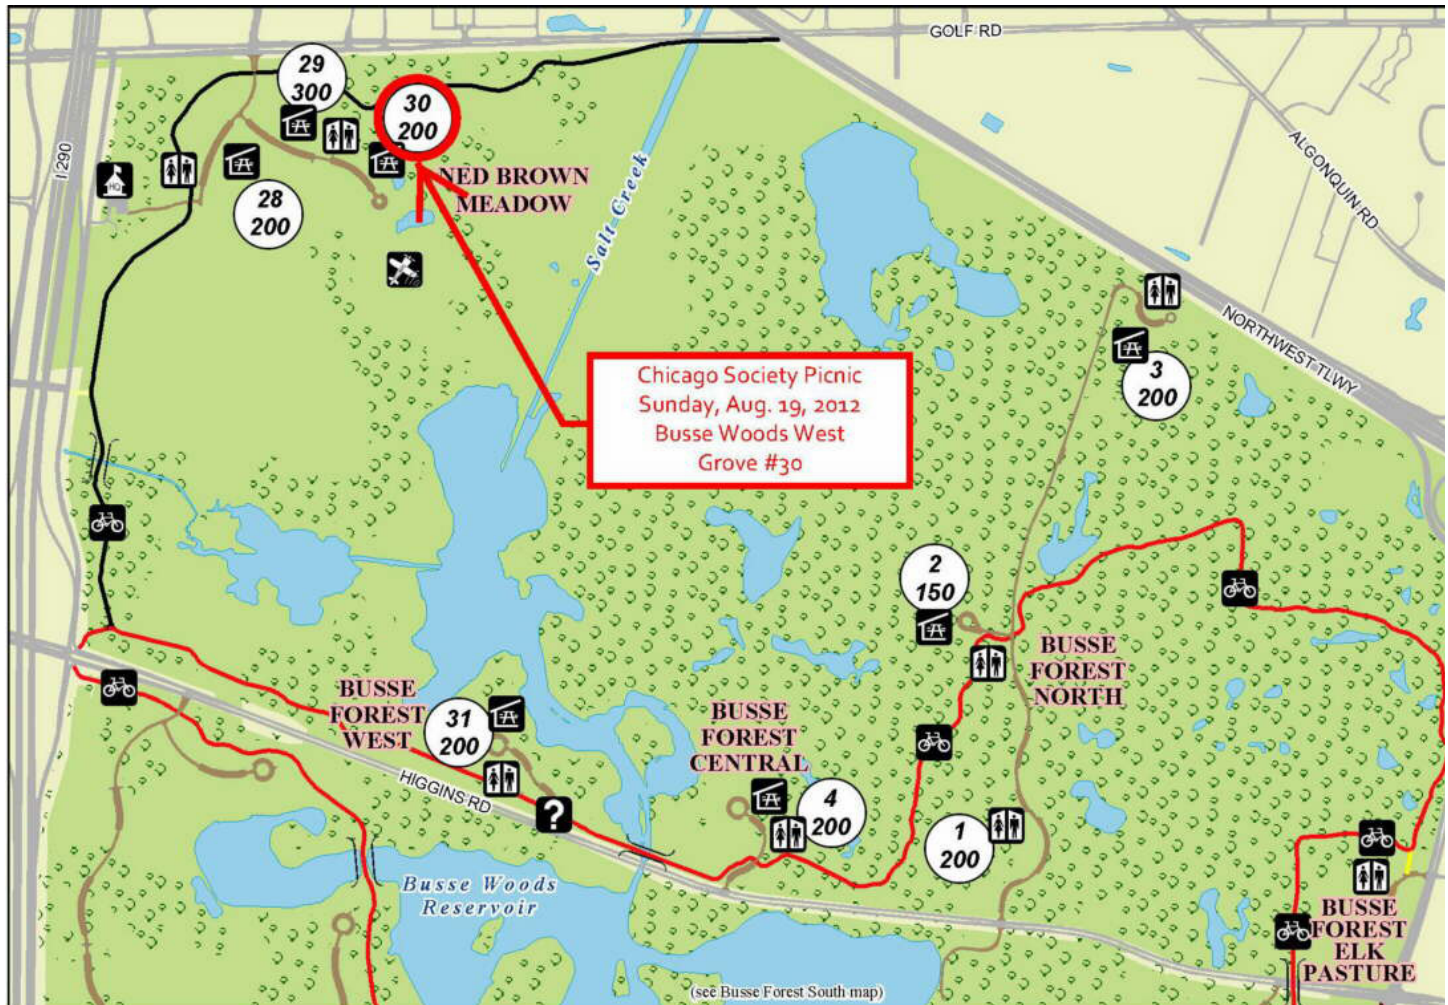 GOLF RD
29
300
30
200
I 290
HQ
ALGONQUIN RD
NED BROWN
MEADOW
28
200
Salt Creek
NORTHWEST TLWY
Chicago Society Picnic
Sunday, Aug. 19, 2012
Busse Woods West
Grove #30
3
200
2
150
BUSSE
FOREST
NORTH
BUSSE
FOREST
WEST
31
200
BUSSE
FOREST
CENTRAL
HIGGINS RD
?
4
200
1
200
Busse Woods
Reservoir
BUSSE
FOREST
ELK
PASTURE
(see Busse Forest South map)